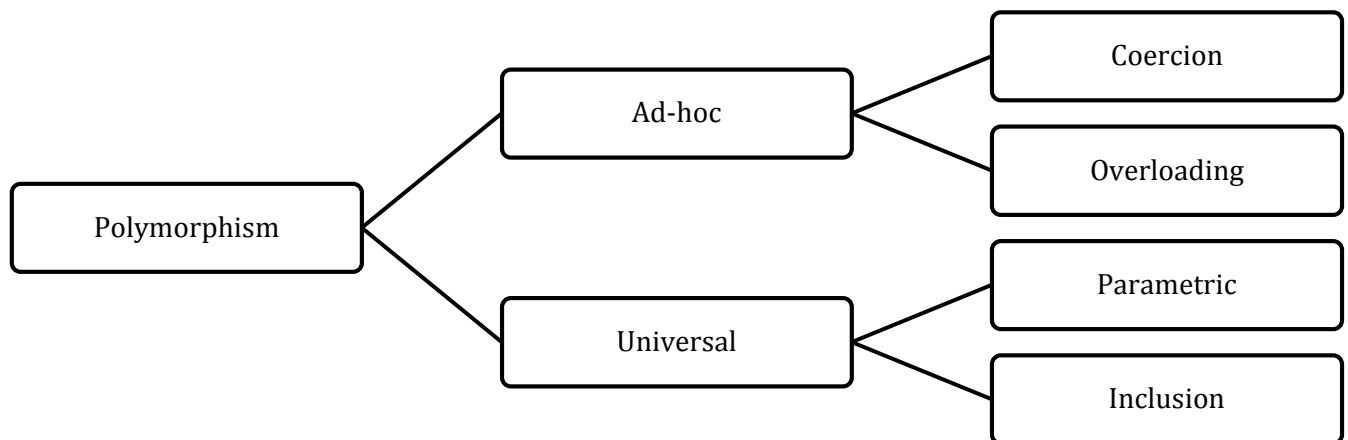 Polymorphism
Ad-hoc
Universal
Coercion
Overloading
Parametric
Inclusion